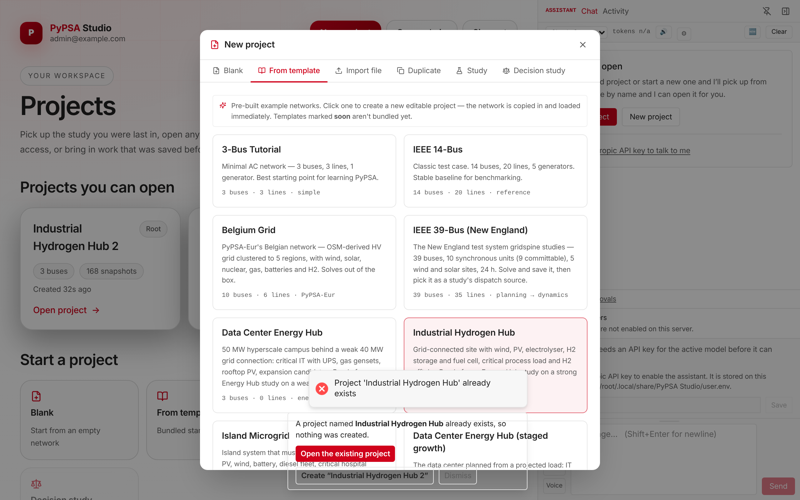 PyPSA Studio
admin@example.com
YOUR WORKSPACE
Projects
Pick up the study you were last in, open any
access, or bring in work that was saved befo
Projects you can open
Industrial
Hydrogen Hub 2
Root
3 buses
168 snapshots
Created 32s ago
Open project →
Start a project
Blank
Start from an empty
network
From temp
Bundled star
New project
Blank
From template
Import file
Duplicate
Study
Decision study
Pre-built example networks. Click one to create a new editable project — the network is copied in and loaded
immediately. Templates marked soon aren't bundled yet.
3-Bus Tutorial
Minimal AC network — 3 buses, 3 lines, 1
generator. Best starting point for learning PyPSA.
3 buses · 3 lines · simple
IEEE 14-Bus
Classic test case. 14 buses, 20 lines, 5 generators.
Stable baseline for benchmarking.
14 buses · 20 lines · reference
Belgium Grid
PyPSA-Eur's Belgian network — OSM-derived HV
grid clustered to 5 regions, with wind, solar,
nuclear, gas, batteries and H2. Solves out of the
box.
10 buses · 6 lines · PyPSA-Eur
IEEE 39-Bus (New England)
The New England test system gridspine studies —
39 buses, 10 synchronous units (9 committable), 5
wind and solar sites, 24 h. Solve and save it, then
pick it as a study's dispatch source.
39 buses · 35 lines · planning → dynamics
Data Center Energy Hub
50 MW hyperscale campus behind a weak 40 MW
grid connection: critical IT with UPS, gas gensets,
rooftop PV, expansion cand
Energy Hub study on a wea
3 buses · 0 lines · ene
Industrial Hydrogen Hub
Grid-connected site with wind, PV, electrolyser, H2
storage and fuel cell, critical process load and H2
study on a strong
Project 'Industrial Hydrogen Hub' already
exists
A project named Industrial Hydrogen Hub already exists, so
nothing was created.
Open the existing project
Create "Industrial Hydrogen Hub 2"
Dismiss
Island Microgrid
Island system that mus
PV, wind, battery, diesel fleet, critical hospital
Data Center Energy Hub (staged
growth)
The data center planned from a projected load: IT
ASSISTANT
Chat
Activity
tokens n/a
Clear
open
d project or start a new one and I'll pick up from
e by name and I can open it for you.
ect
New project
ropic API key to talk to me
ovals
rs
re not enabled on this server.
eeds an API key for the active model before it can
key to enable the assistant. It is stored on this
/root/.local/share/PyPSA Studio/user.env.
Save
ge... (Shift+Enter for newline)
Voice
Send